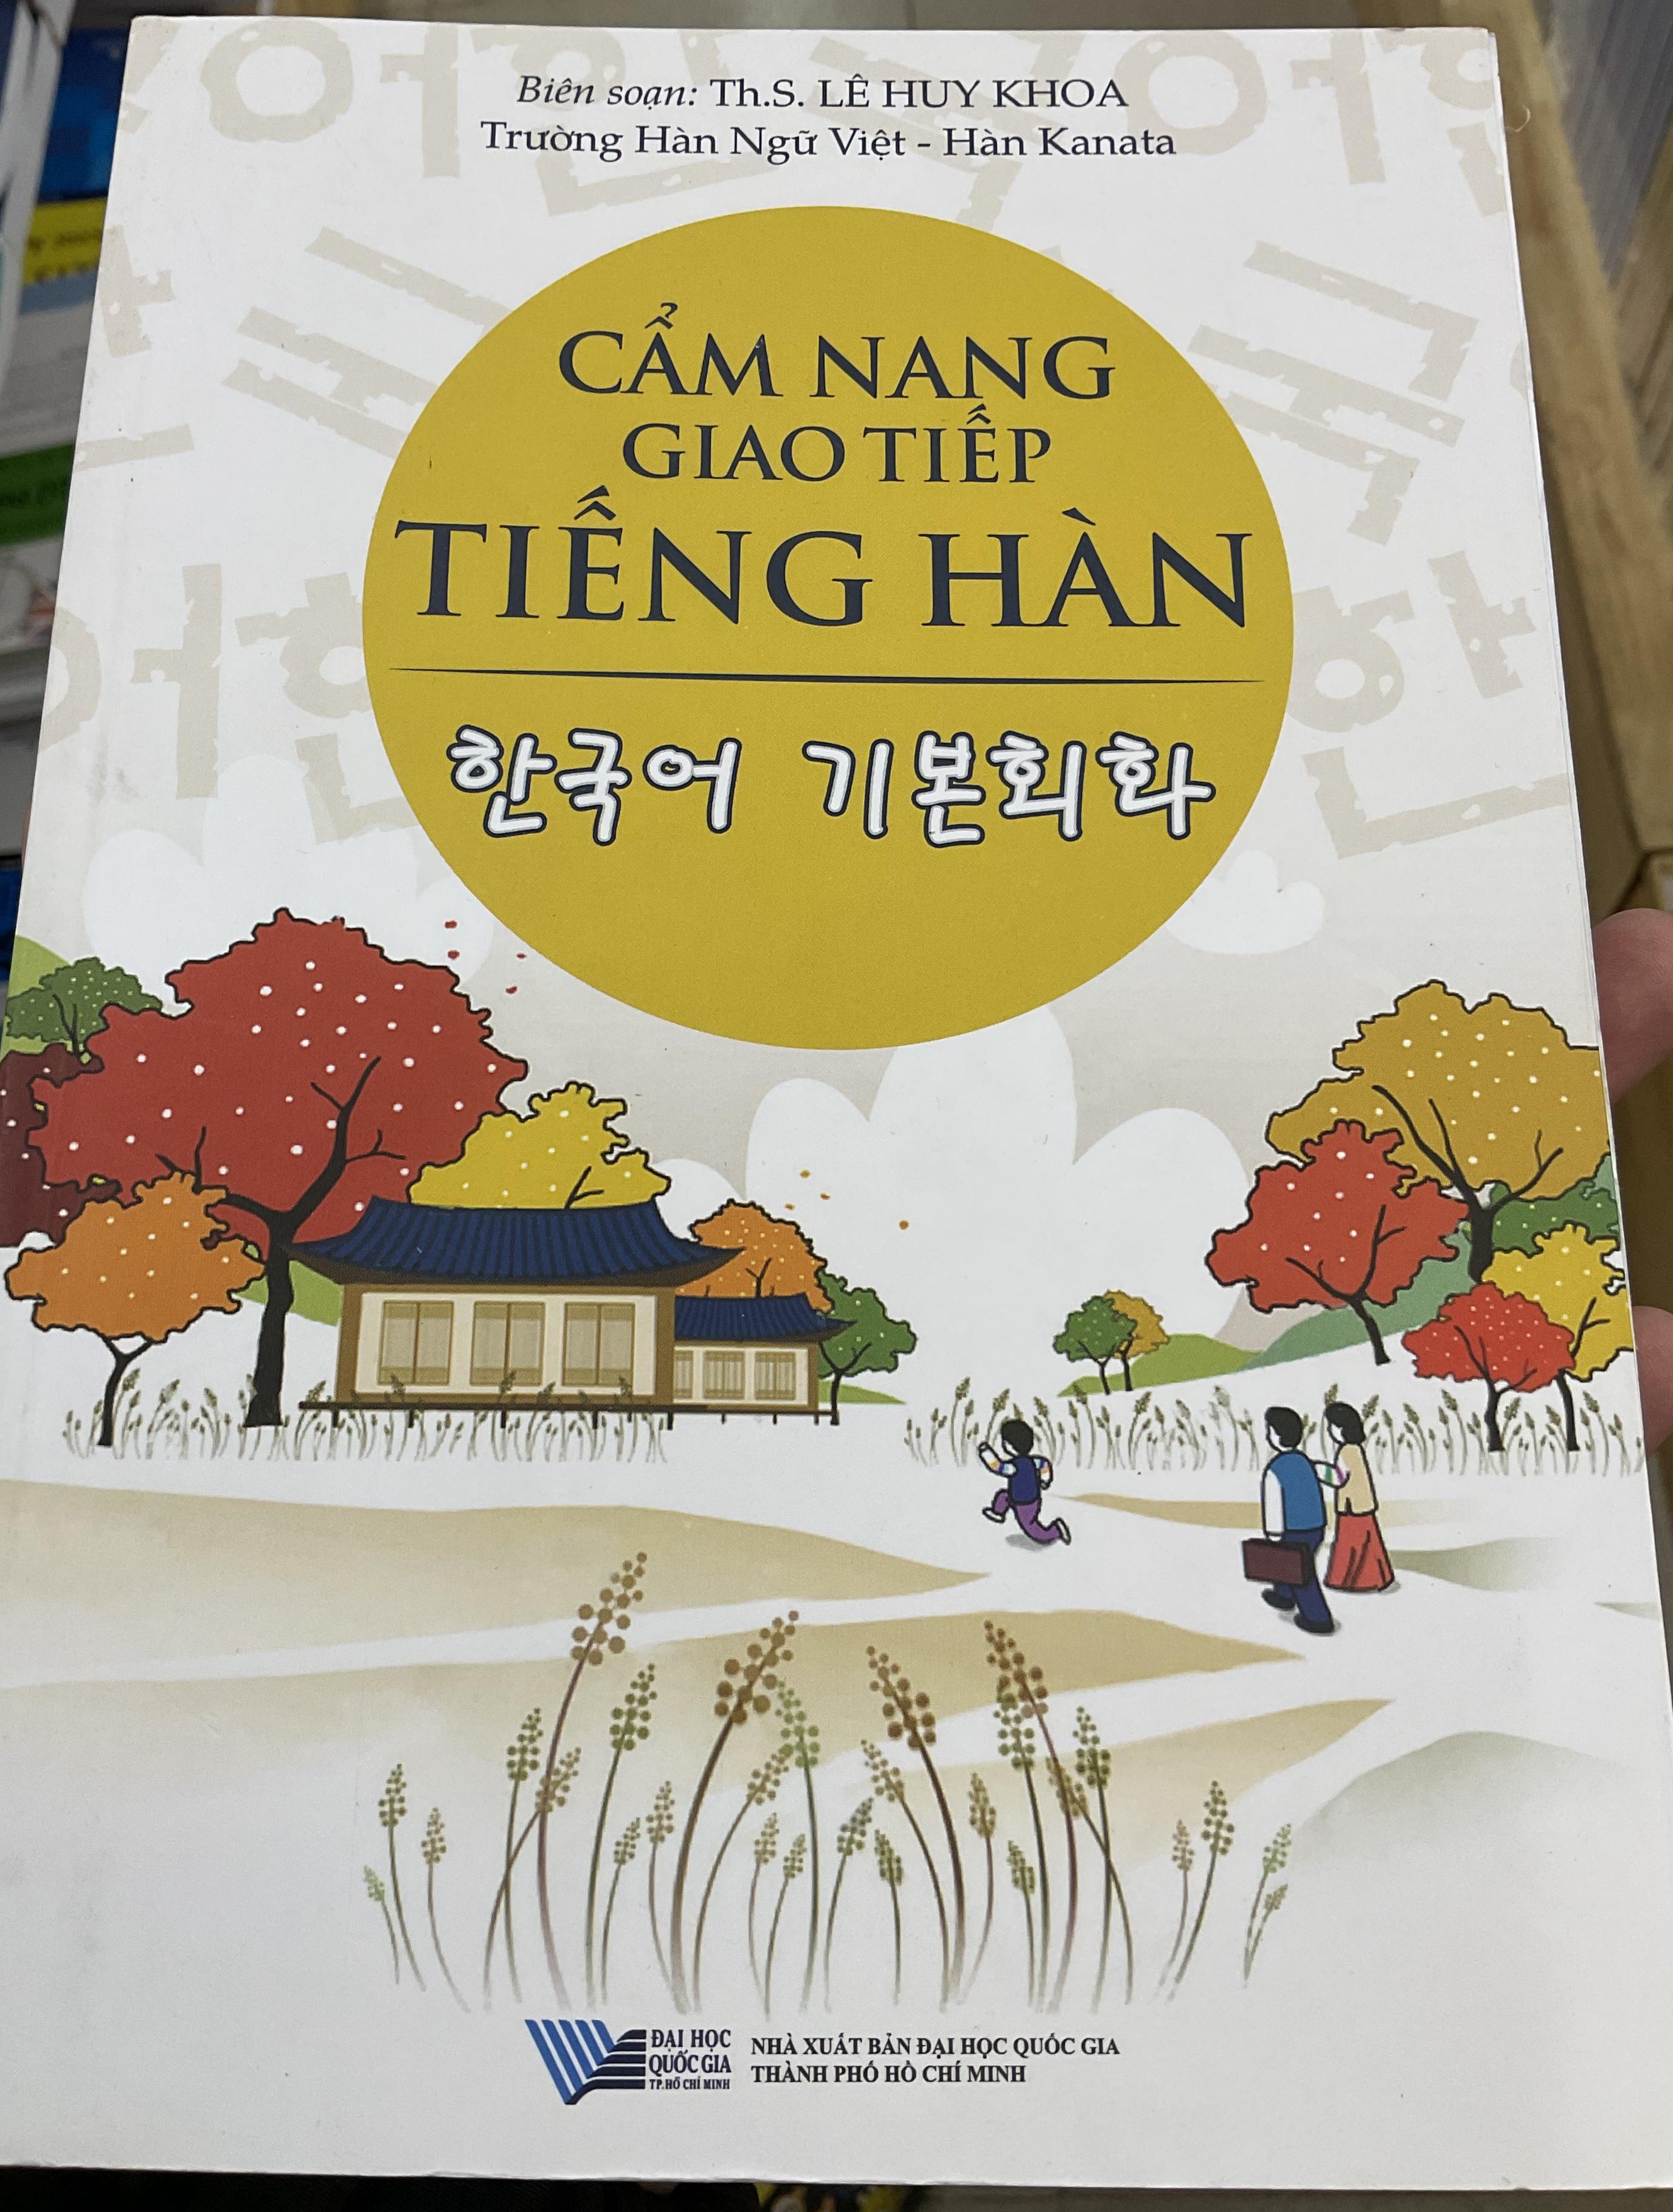 Biên soạn: Th.S. LÊ HUY KHOA
Trường Hàn Ngữ Việt - Hàn Kanata
CẨM NANG
GIAO TIẾP
TIẾNG HÀN
한국어 기본회화
ĐẠI HỌC
QUỐC GIA
TP.HỒ CHÍ MINH
NHÀ XUẤT BẢN ĐẠI HỌC QUỐC GIA
THÀNH PHỐ HỒ CHÍ MINH